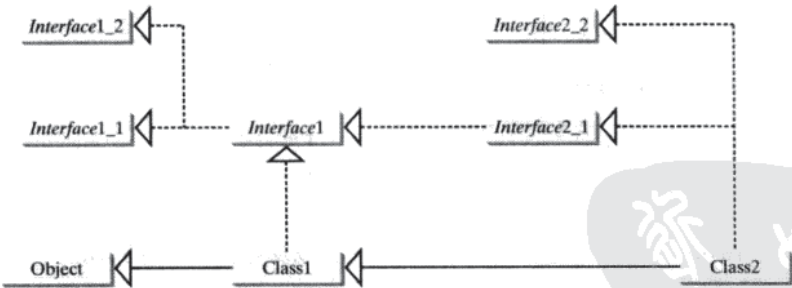 Interface1_2
Interface2_2
Interface1_1
Interface1
Interface2_1
Object
Class1
Class2